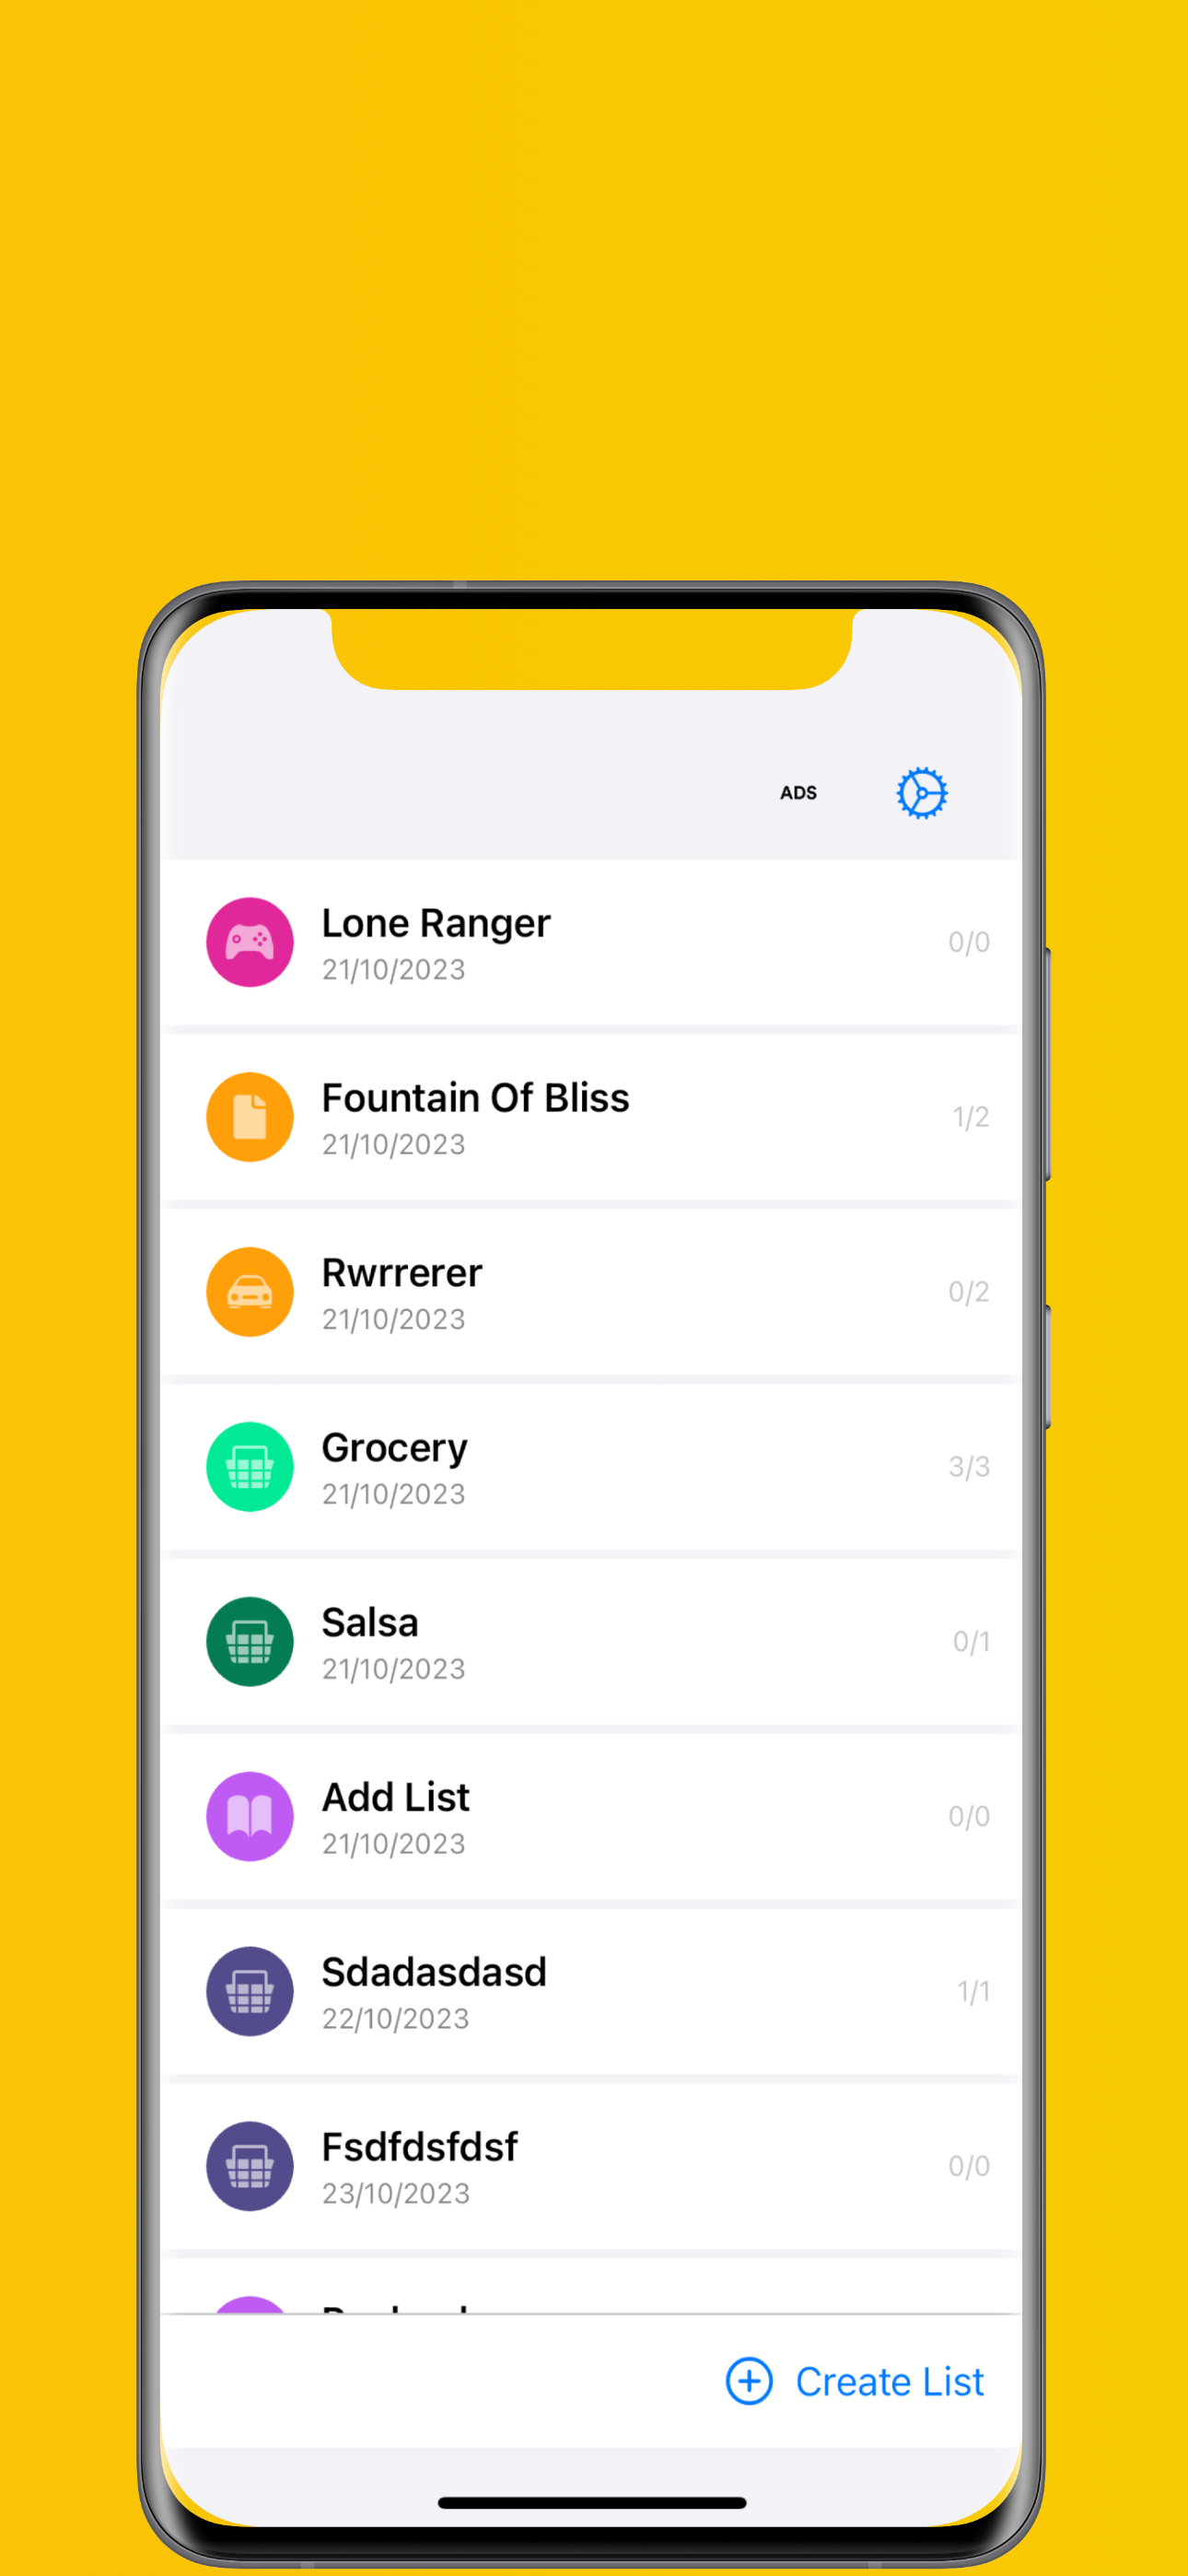 ADS
Lone Ranger
21/10/2023
0/0
Fountain Of Bliss
21/10/2023
1/2
Rwrrerer
21/10/2023
0/2
Grocery
21/10/2023
3/3
Salsa
21/10/2023
0/1
Add List
21/10/2023
0/0
Sdadasdasd
22/10/2023
1/1
Fsdfdsfdsf
23/10/2023
0/0
Create List